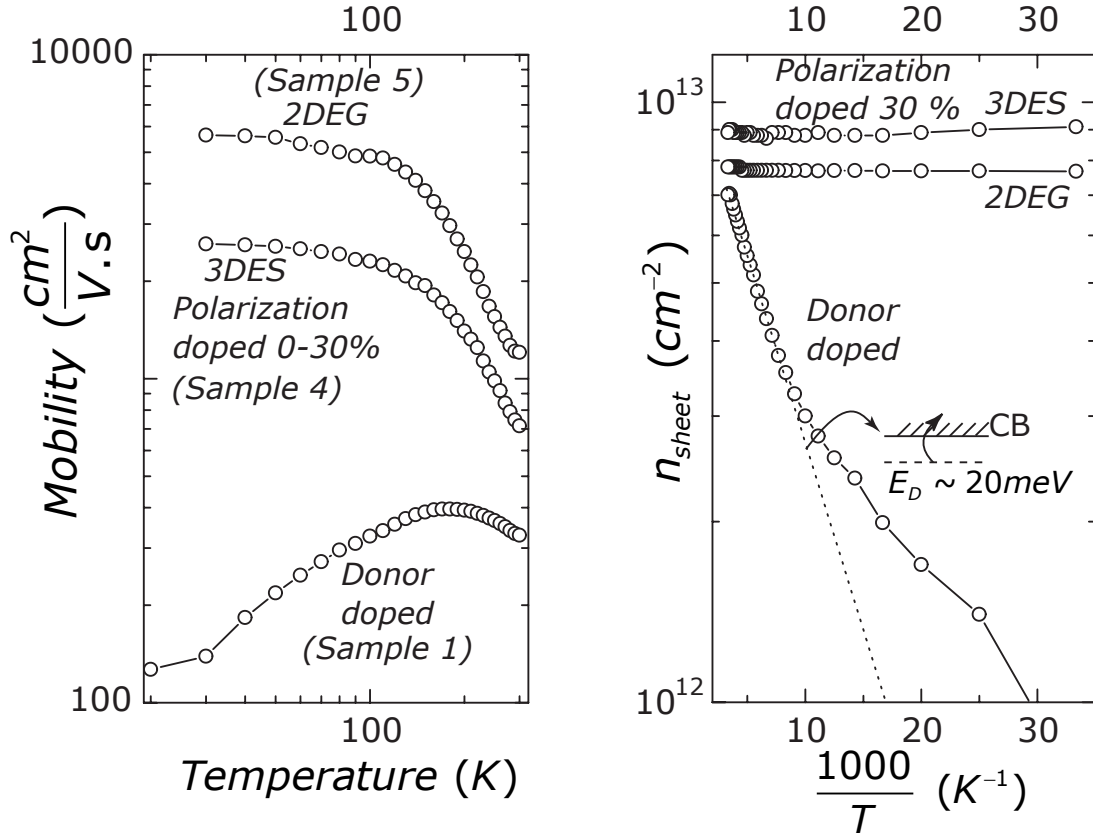 100
10000
(Sample 5)
2DEG
3DES
Polarization
doped 0-30%
(Sample 4)
Donor
doped
(Sample 1)
100
100
Mobility (cm²/V.s)
Temperature (K)
10 20 30
10¹³
Polarization
doped 30 %
3DES
2DEG
Donor
doped
CB
E_D ~ 20meV
10¹²
10 20 30
n_sheet (cm⁻²)
1000/T (K⁻¹)